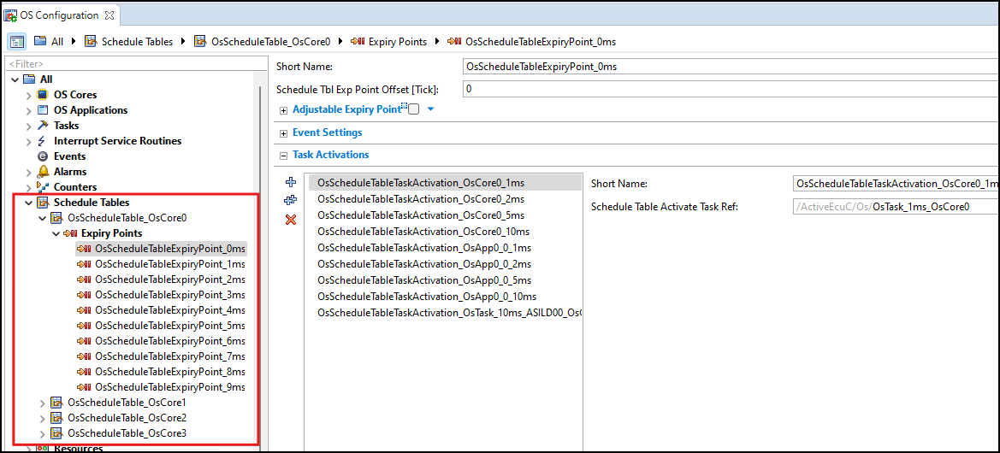 OS Configuration
All Schedule Tables OsScheduleTable_OsCore0 Expiry Points OsScheduleTableExpiryPoint_0ms
<Filter>
All
OS Cores
OS Applications
Tasks
Interrupt Service Routines
Events
Alarms
Counters
Schedule Tables
OsScheduleTable_OsCore0
Expiry Points
OsScheduleTableExpiryPoint_0ms
OsScheduleTableExpiryPoint_1ms
OsScheduleTableExpiryPoint_2ms
OsScheduleTableExpiryPoint_3ms
OsScheduleTableExpiryPoint_4ms
OsScheduleTableExpiryPoint_5ms
OsScheduleTableExpiryPoint_6ms
OsScheduleTableExpiryPoint_7ms
OsScheduleTableExpiryPoint_8ms
OsScheduleTableExpiryPoint_9ms
OsScheduleTable_OsCore1
OsScheduleTable_OsCore2
OsScheduleTable_OsCore3
Resources
Short Name: OsScheduleTableExpiryPoint_0ms
Schedule Tbl Exp Point Offset [Tick]: 0
Adjustable Expiry Point
Event Settings
Task Activations
OsScheduleTableTaskActivation_OsCore0_1ms
OsScheduleTableTaskActivation_OsCore0_2ms
OsScheduleTableTaskActivation_OsCore0_5ms
OsScheduleTableTaskActivation_OsCore0_10ms
OsScheduleTableTaskActivation_OsApp0_0_1ms
OsScheduleTableTaskActivation_OsApp0_0_2ms
OsScheduleTableTaskActivation_OsApp0_0_5ms
OsScheduleTableTaskActivation_OsApp0_0_10ms
OsScheduleTableTaskActivation_OsTask_10ms_ASILD00_OsC
Short Name: OsScheduleTableTaskActivation_OsCore0_1m
Schedule Table Activate Task Ref: /ActiveEcuC/Os/OsTask_1ms_OsCore0